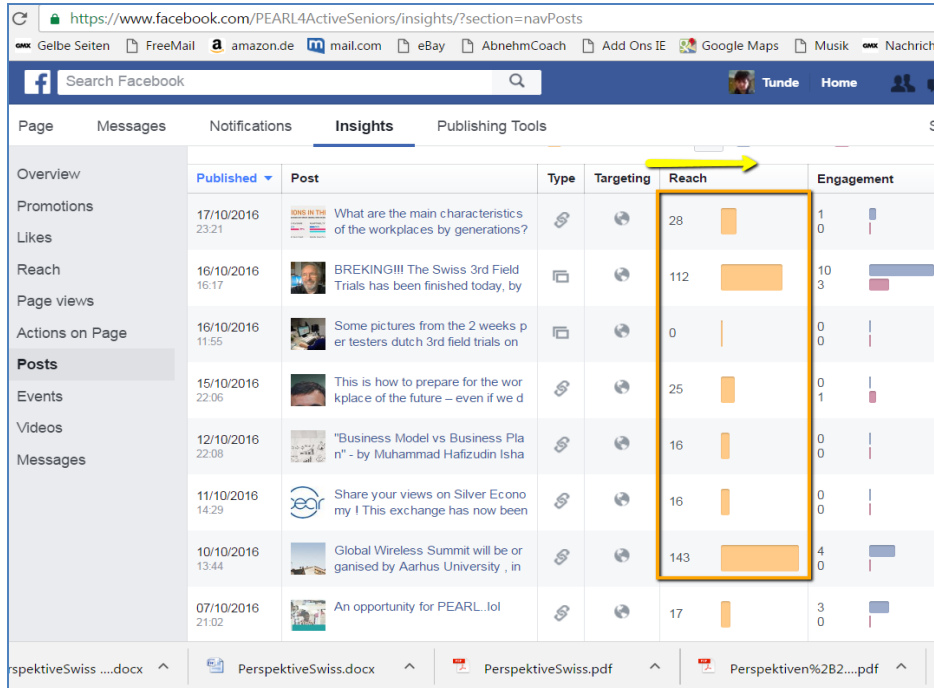 https://www.facebook.com/PEARL4ActiveSeniors/insights/?section=navPosts
GMX Gelbe Seiten FreeMail a amazon.de mail.com eBay AbnehmCoach Add Ons IE Google Maps Musik GMX Nachrich
f Search Facebook Tunde Home
Page Messages Notifications Insights Publishing Tools S
Overview
Promotions
Likes
Reach
Page views
Actions on Page
Posts
Events
Videos
Messages
Published Post Type Targeting Reach Engagement
17/10/2016 What are the main characteristics 28 1
23:21 of the workplaces by generations? 0
16/10/2016 BREKING!!! The Swiss 3rd Field 112 10
16:17 Trials has been finished today, by 3
16/10/2016 Some pictures from the 2 weeks p 0 0
11:55 er testers dutch 3rd field trials on 0
15/10/2016 This is how to prepare for the wor 25 0
22:06 kplace of the future – even if we d 1
12/10/2016 "Business Model vs Business Pla 16 0
22:08 n" - by Muhammad Hafizudin Isha 0
11/10/2016 Share your views on Silver Econo 16 0
14:29 my ! This exchange has now been 0
10/10/2016 Global Wireless Summit will be or 143 4
13:44 ganised by Aarhus University , in 0
07/10/2016 An opportunity for PEARL..lol 17 3
21:02 0
rspektiveSwiss ....docx PerspektiveSwiss.docx PerspektiveSwiss.pdf Perspektiven%2B2....pdf